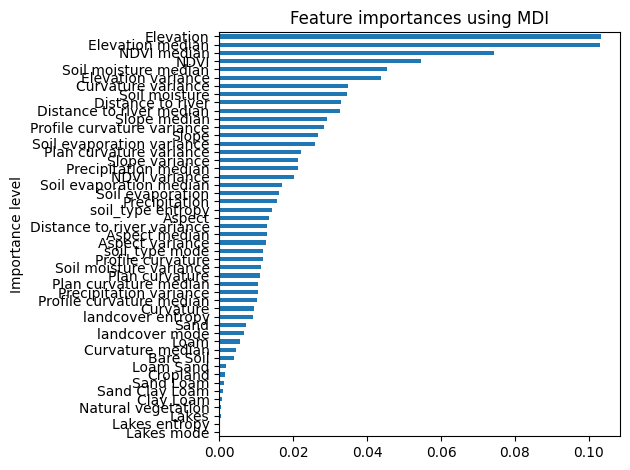 Feature importances using MDI
Importance level
Elevation
Elevation median
NDVI median
NDVI
Soil moisture median
Elevation variance
Curvature variance
Soil moisture
Distance to river
Distance to river median
Slope median
Profile curvature variance
Slope
Soil evaporation variance
Plan curvature variance
Slope variance
Precipitation median
NDVI variance
Soil evaporation median
Soil evaporation
Precipitation
soil_type entropy
Aspect
Distance to river variance
Aspect median
Aspect variance
soil_type mode
Profile curvature
Soil moisture variance
Plan curvature
Plan curvature median
Precipitation variance
Profile curvature median
Curvature
landcover entropy
Sand
landcover mode
Loam
Curvature median
Bare Soil
Loam Sand
Cropland
Sand Loam
Sand Clay Loam
Clay Loam
Natural vegetation
Lakes
Lakes entropy
Lakes mode
0.00 0.02 0.04 0.06 0.08 0.10